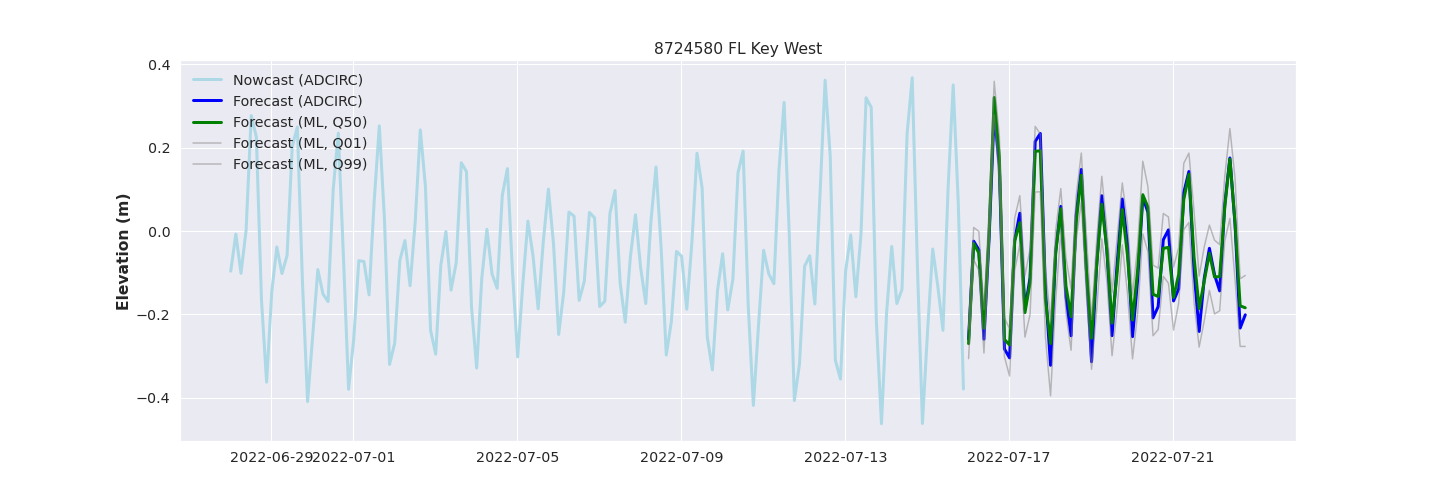 8724580 FL Key West
0.4
0.2
0.0
−0.2
−0.4
Elevation (m)
Nowcast (ADCIRC)
Forecast (ADCIRC)
Forecast (ML, Q50)
Forecast (ML, Q01)
Forecast (ML, Q99)
2022-06-29 2022-07-01 2022-07-05 2022-07-09 2022-07-13 2022-07-17 2022-07-21